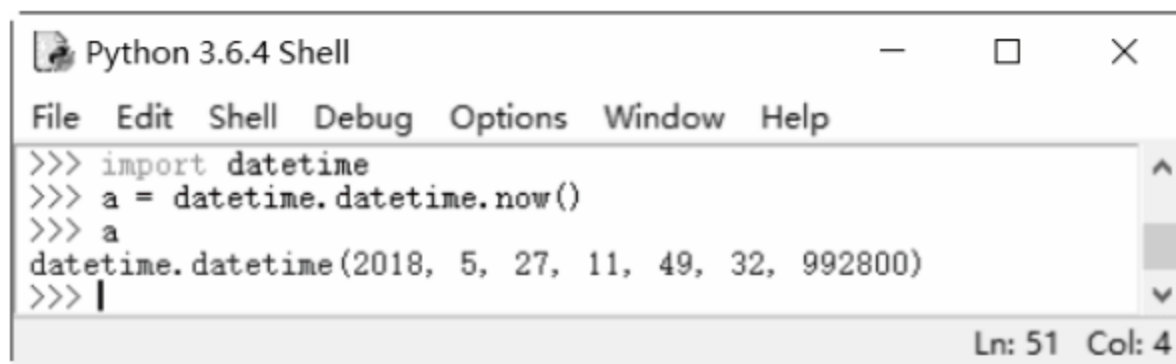 Python 3.6.4 Shell
File Edit Shell Debug Options Window Help
>>> import datetime
>>> a = datetime.datetime.now()
>>> a
datetime.datetime(2018, 5, 27, 11, 49, 32, 992800)
>>>
Ln: 51 Col: 4